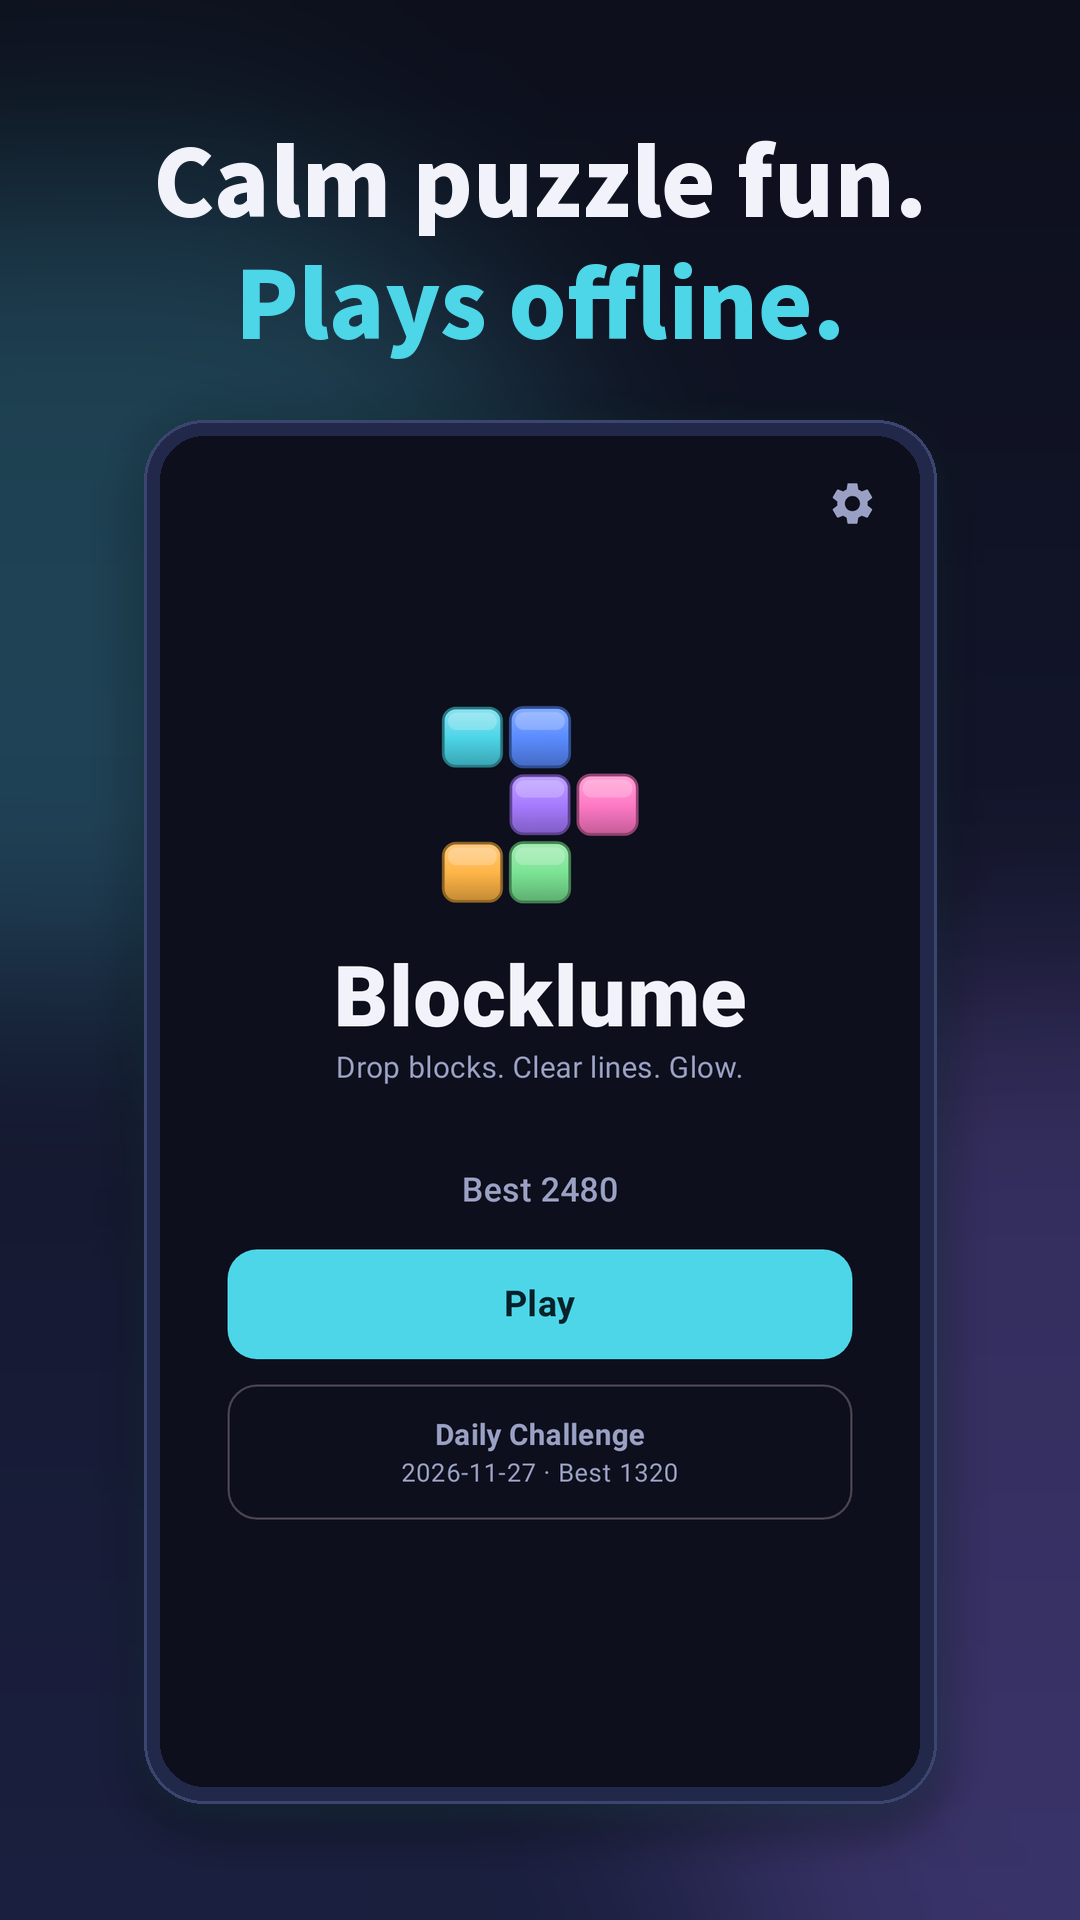 Calm puzzle fun.
Plays offline.
Blocklume
Drop blocks. Clear lines. Glow.
Best 2480
Play
Daily Challenge
2026-11-27 · Best 1320